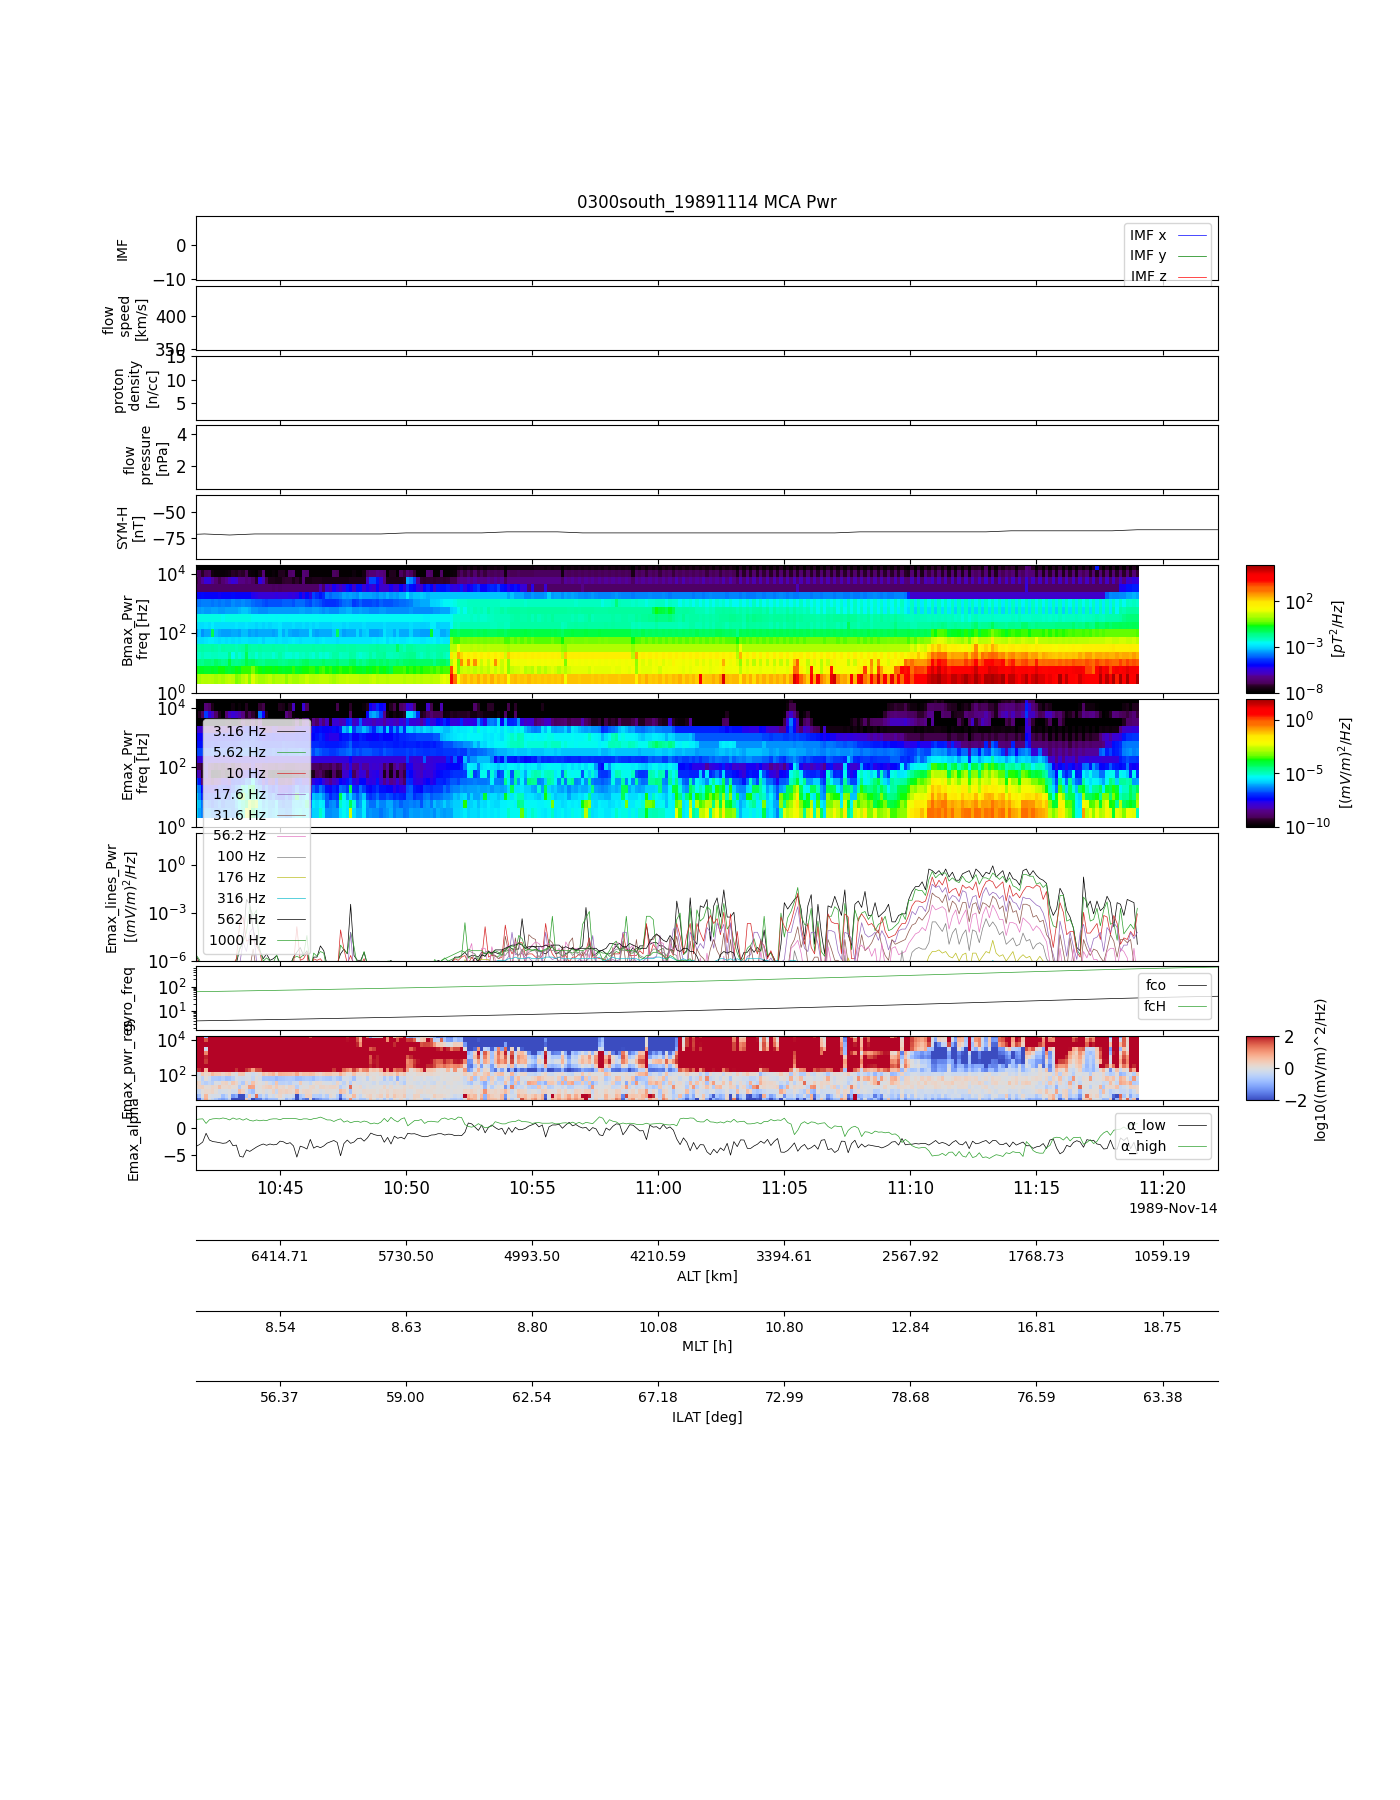 0300south_19891114 MCA Pwr
IMF
0
−10
IMF x
IMF y
IMF z
flow
speed
[km/s]
400
350
proton
density
[n/cc]
15
10
5
flow
pressure
[nPa]
4
2
SYM-H
[nT]
−50
−75
Bmax_Pwr
freq [Hz]
10^4
10^2
10^0
10^2
10^−3
10^−8
[pT^2/Hz]
Emax_Pwr
freq [Hz]
10^4
10^2
10^0
10^0
10^−5
10^−10
[(mV/m)^2/Hz]
3.16 Hz
5.62 Hz
10 Hz
17.6 Hz
31.6 Hz
56.2 Hz
100 Hz
176 Hz
316 Hz
562 Hz
1000 Hz
Emax_lines_Pwr
[(mV/m)^2/Hz]
10^0
10^−3
10^−6
gyro_freq
10^2
10^1
fco
fcH
Emax_pwr_res
10^4
10^2
2
0
−2
log10((mV/m)^2/Hz)
Emax_alpha
0
−5
α_low
α_high
10:45 10:50 10:55 11:00 11:05 11:10 11:15 11:20
1989-Nov-14
6414.71 5730.50 4993.50 4210.59 3394.61 2567.92 1768.73 1059.19
ALT [km]
8.54 8.63 8.80 10.08 10.80 12.84 16.81 18.75
MLT [h]
56.37 59.00 62.54 67.18 72.99 78.68 76.59 63.38
ILAT [deg]